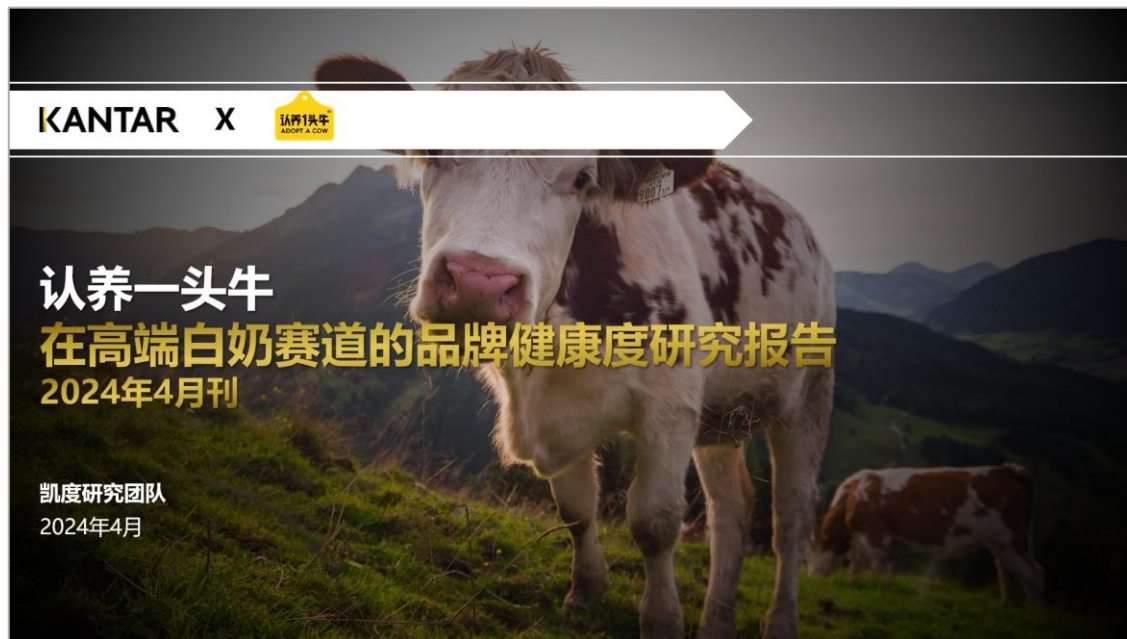 KANTAR X 认养1头牛
ADOPT A COW
9007
认养一头牛
在高端白奶赛道的品牌健康度研究报告
2024年4月刊
凯度研究团队
2024年4月